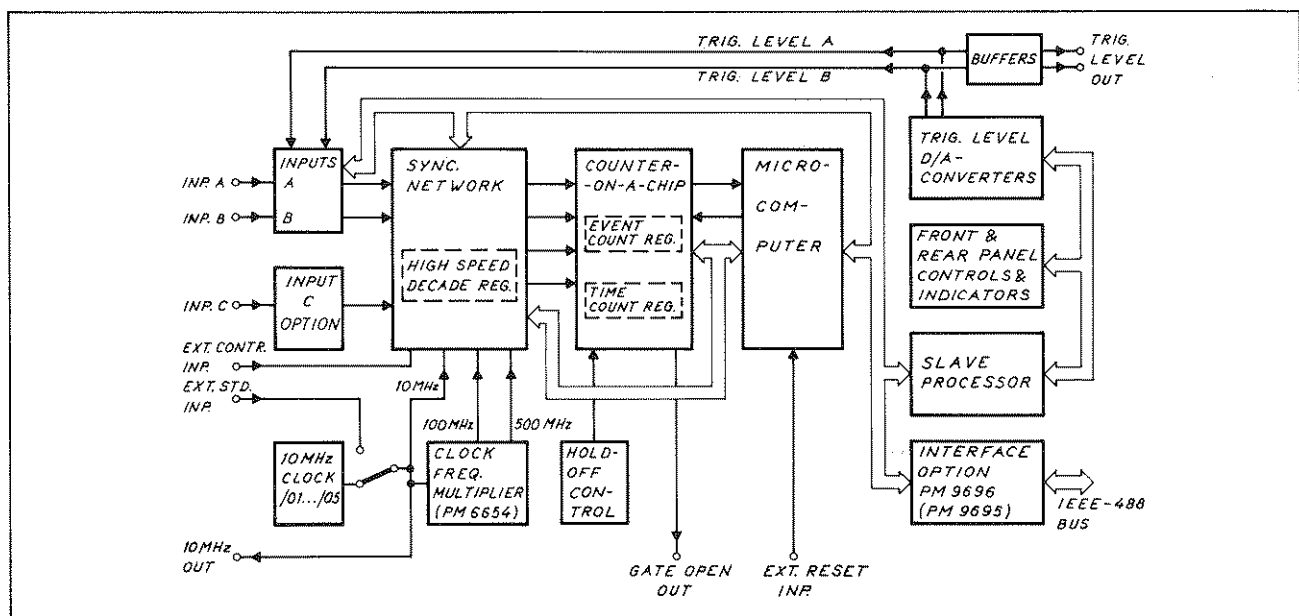 TRIG. LEVEL A
TRIG. LEVEL B
BUFFERS
TRIG.
LEVEL
OUT
INP. A
INP. B
INPUTS
A
B
SYNC.
NETWORK
HIGH SPEED
DECADE REG.
COUNTER-
-ON-A-CHIP
EVENT
COUNT REG.
TIME
COUNT REG.
MICRO-
COM-
PUTER
TRIG. LEVEL
D/A-
CONVERTERS
FRONT &
REAR PANEL
CONTROLS &
INDICATORS
INP. C
INPUT
C
OPTION
EXT. CONTR.
INP.
EXT. STD.
INP.
10MHz
100MHz
500 MHz
SLAVE
PROCESSOR
10MHz
CLOCK
/01.../05
CLOCK
FREQ.
MULTIPLIER
(PM 6654)
HOLD-
OFF CON-
TROL
INTERFACE
OPTION
PM 9696
(PM 9695)
IEEE-488
BUS
10MHz
OUT
GATE OPEN
OUT
EXT. RESET
INP.